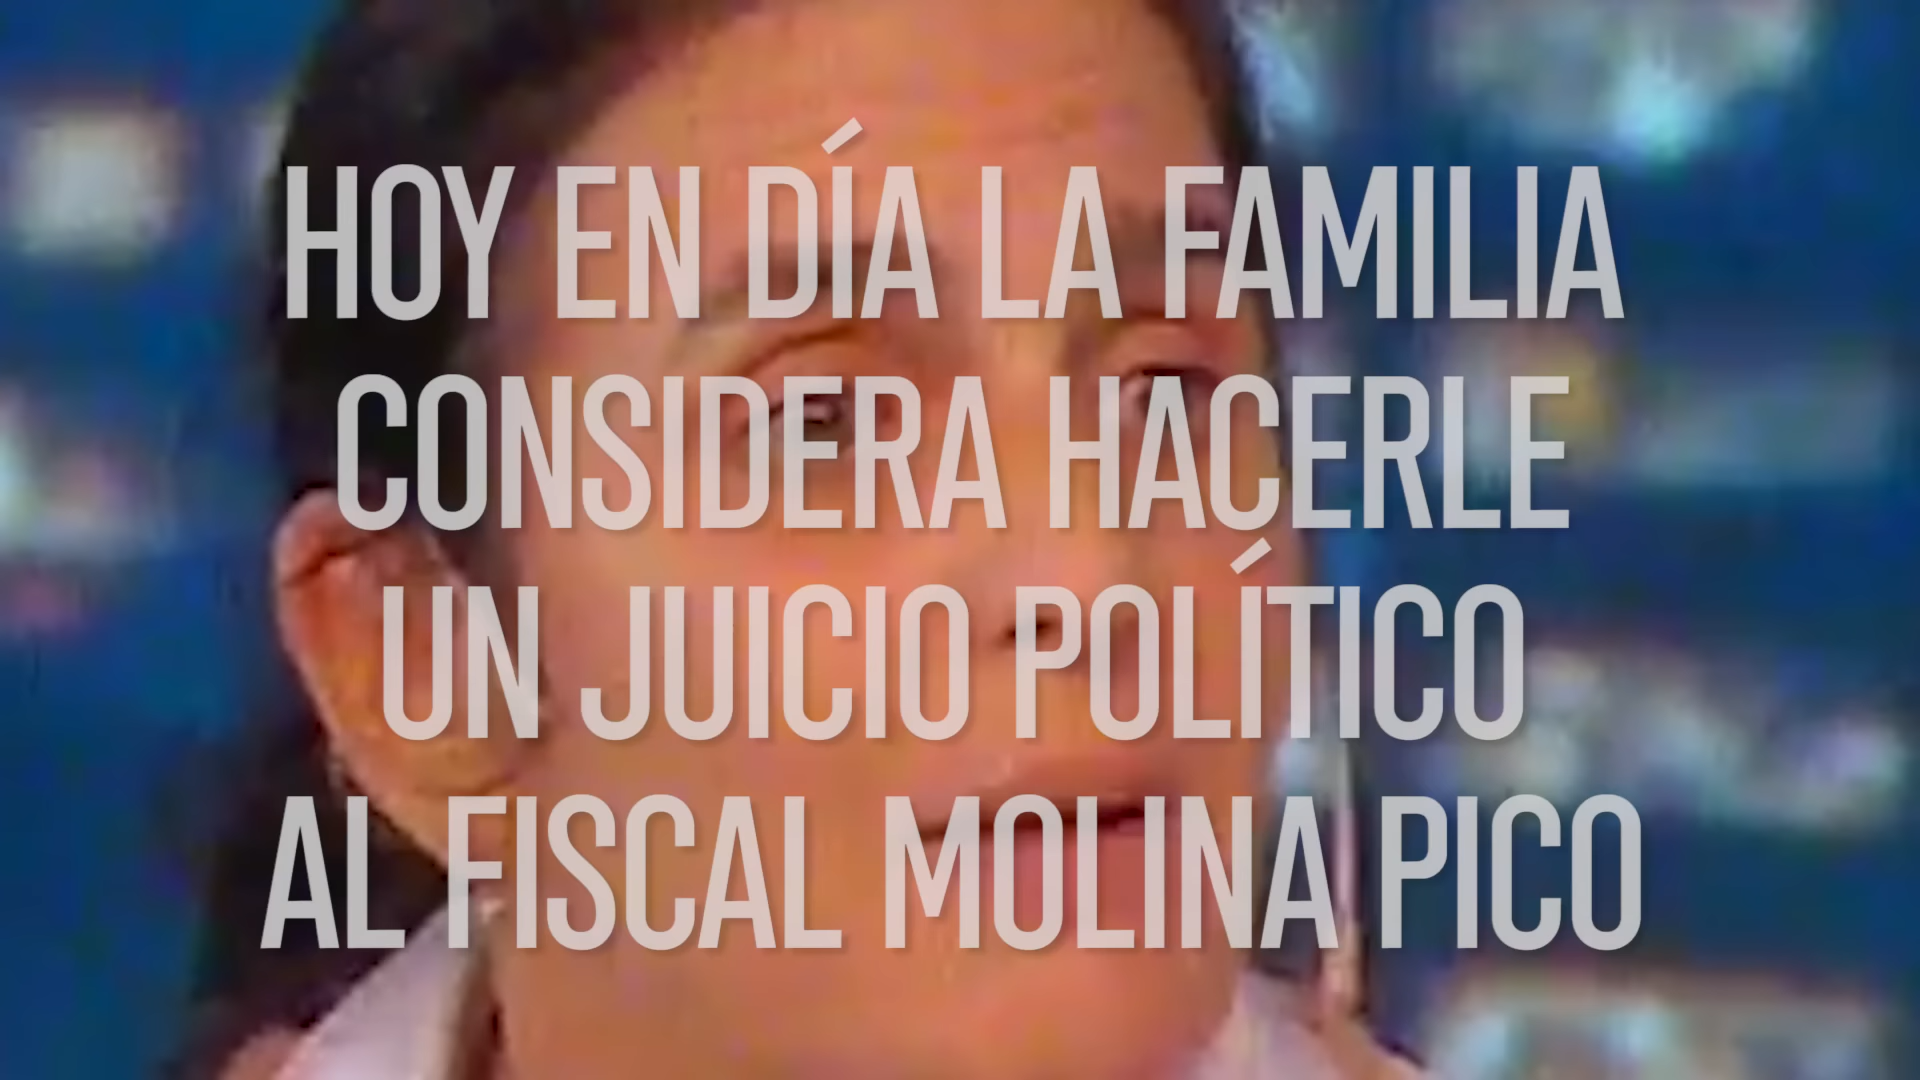 HOY EN DÍA LA FAMILIA
CONSIDERA HACERLE
UN JUICIO POLÍTICO
AL FISCAL MOLINA PICO